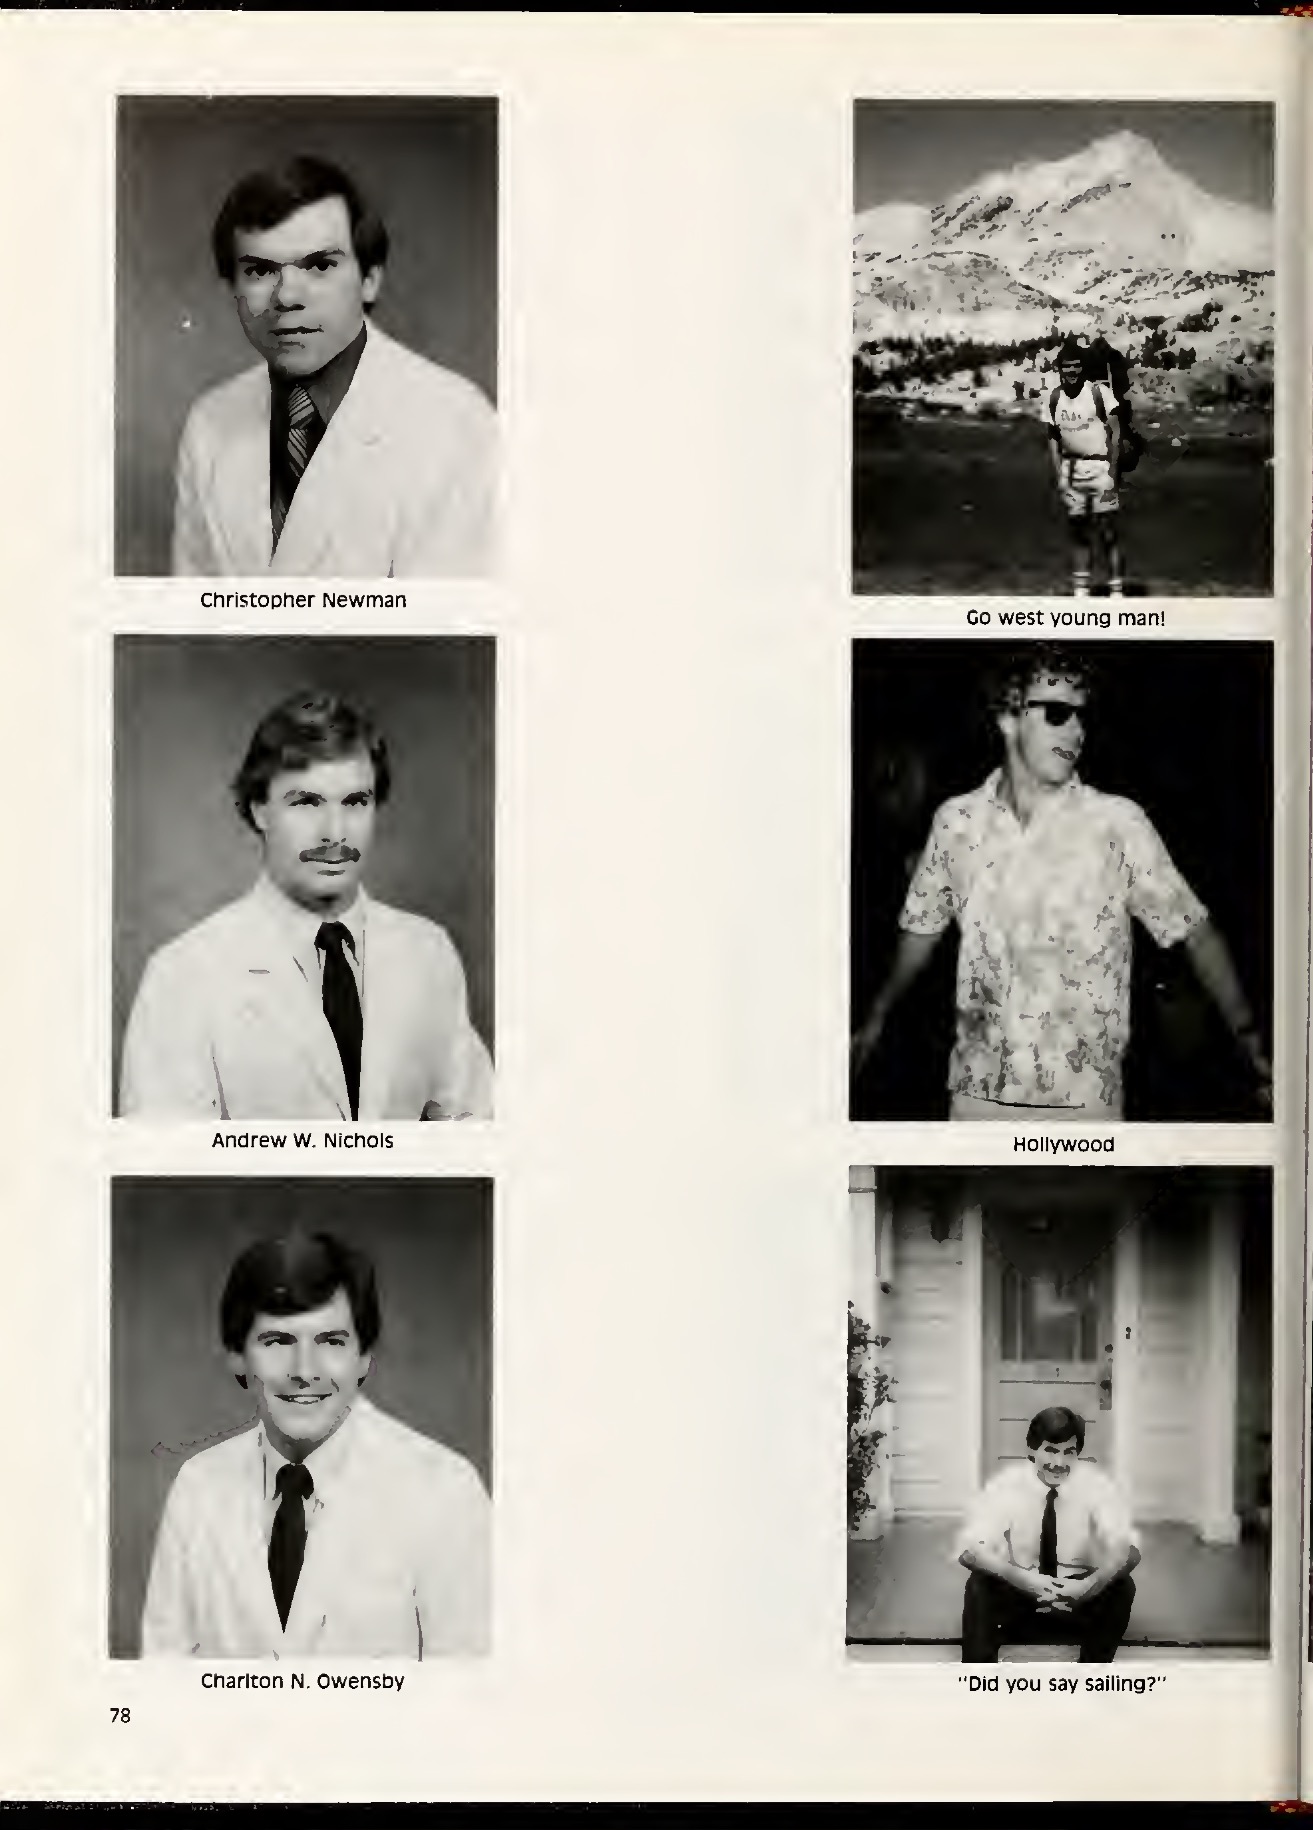 Christopher Newman
Go west young man!
Andrew W. Nichols
Hollywood
Charlton N. Owensby
"Did you say sailing?"
78